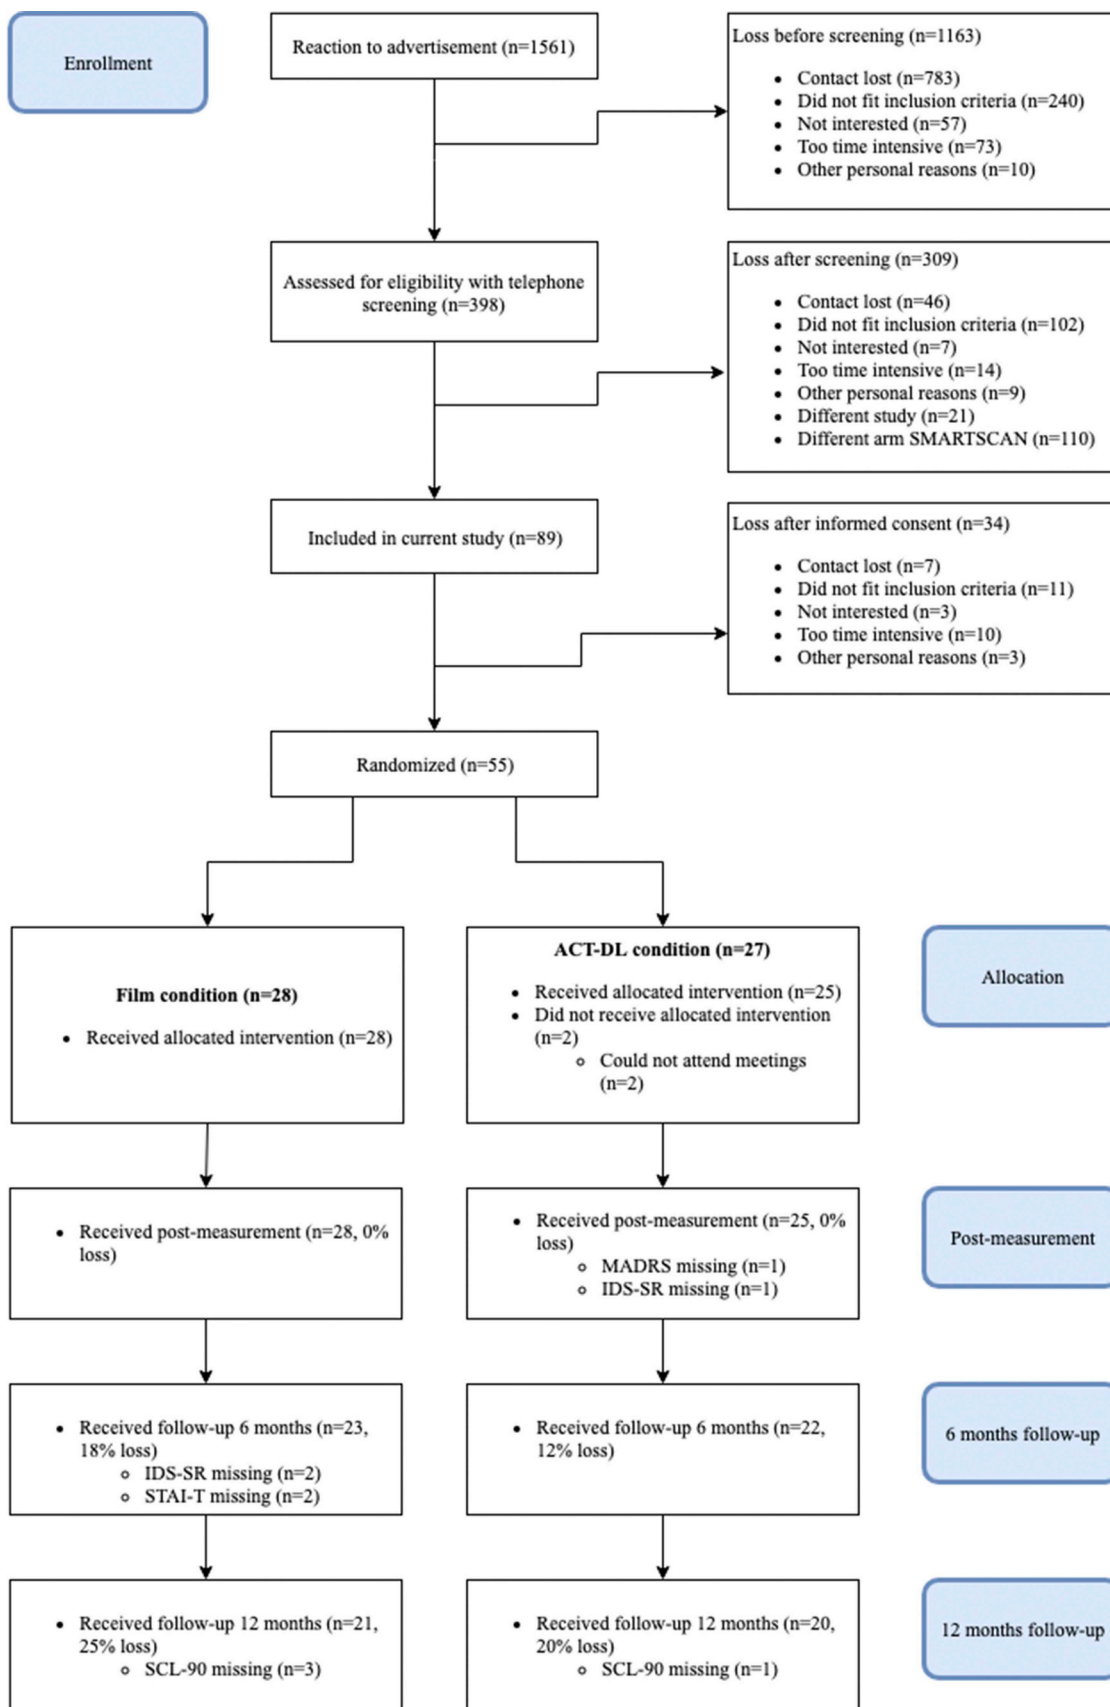 Enrollment
Reaction to advertisement (n=1561)
Loss before screening (n=1163)
• Contact lost (n=783)
• Did not fit inclusion criteria (n=240)
• Not interested (n=57)
• Too time intensive (n=73)
• Other personal reasons (n=10)
Assessed for eligibility with telephone
screening (n=398)
Loss after screening (n=309)
• Contact lost (n=46)
• Did not fit inclusion criteria (n=102)
• Not interested (n=7)
• Too time intensive (n=14)
• Other personal reasons (n=9)
• Different study (n=21)
• Different arm SMARTSCAN (n=110)
Included in current study (n=89)
Loss after informed consent (n=34)
• Contact lost (n=7)
• Did not fit inclusion criteria (n=11)
• Not interested (n=3)
• Too time intensive (n=10)
• Other personal reasons (n=3)
Randomized (n=55)
Film condition (n=28)
• Received allocated intervention (n=28)
ACT-DL condition (n=27)
• Received allocated intervention (n=25)
• Did not receive allocated intervention
(n=2)
o Could not attend meetings
(n=2)
Allocation
• Received post-measurement (n=28, 0%
loss)
• Received post-measurement (n=25, 0%
loss)
o MADRS missing (n=1)
o IDS-SR missing (n=1)
Post-measurement
• Received follow-up 6 months (n=23,
18% loss)
o IDS-SR missing (n=2)
o STAI-T missing (n=2)
• Received follow-up 6 months (n=22,
12% loss)
6 months follow-up
• Received follow-up 12 months (n=21,
25% loss)
o SCL-90 missing (n=3)
• Received follow-up 12 months (n=20,
20% loss)
o SCL-90 missing (n=1)
12 months follow-up